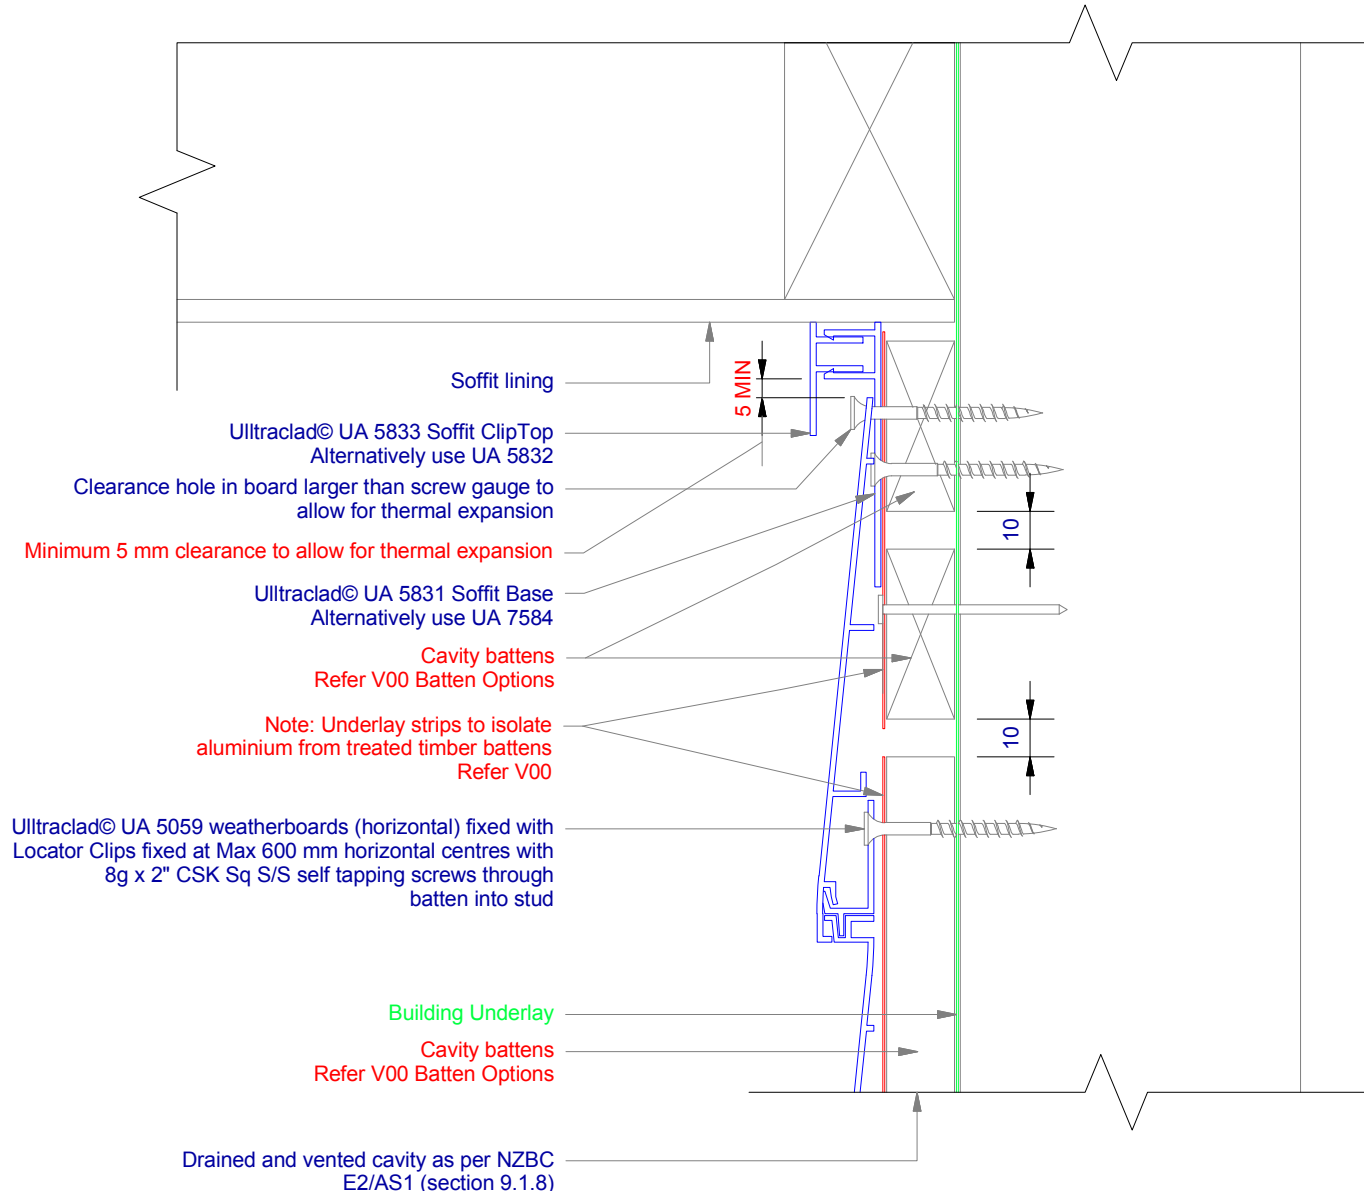 Soffit lining
5 MIN
Ulltraclad© UA 5833 Soffit ClipTop
Alternatively use UA 5832
Clearance hole in board larger than screw gauge to
allow for thermal expansion
10
Minimum 5 mm clearance to allow for thermal expansion
Ulltraclad© UA 5831 Soffit Base
Alternatively use UA 7584
Cavity battens
Refer V00 Batten Options
Note: Underlay strips to isolate
aluminium from treated timber battens
Refer V00
10
Ulltraclad© UA 5059 weatherboards (horizontal) fixed with
Locator Clips fixed at Max 600 mm horizontal centres with
8g x 2" CSK Sq S/S self tapping screws through
batten into stud
Building Underlay
Cavity battens
Refer V00 Batten Options
Drained and vented cavity as per NZBC
E2/AS1 (section 9.1.8)